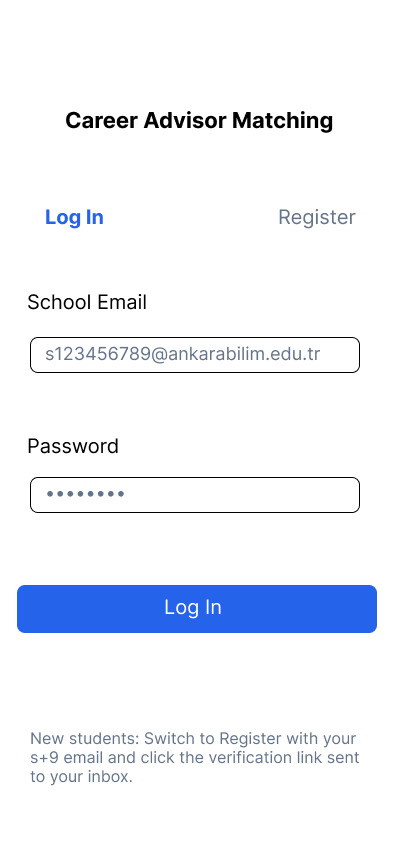 Career Advisor Matching
Log In
Register
School Email
s123456789@ankarabilim.edu.tr
Password
••••••••
Log In
New students: Switch to Register with your
s+9 email and click the verification link sent
to your inbox.